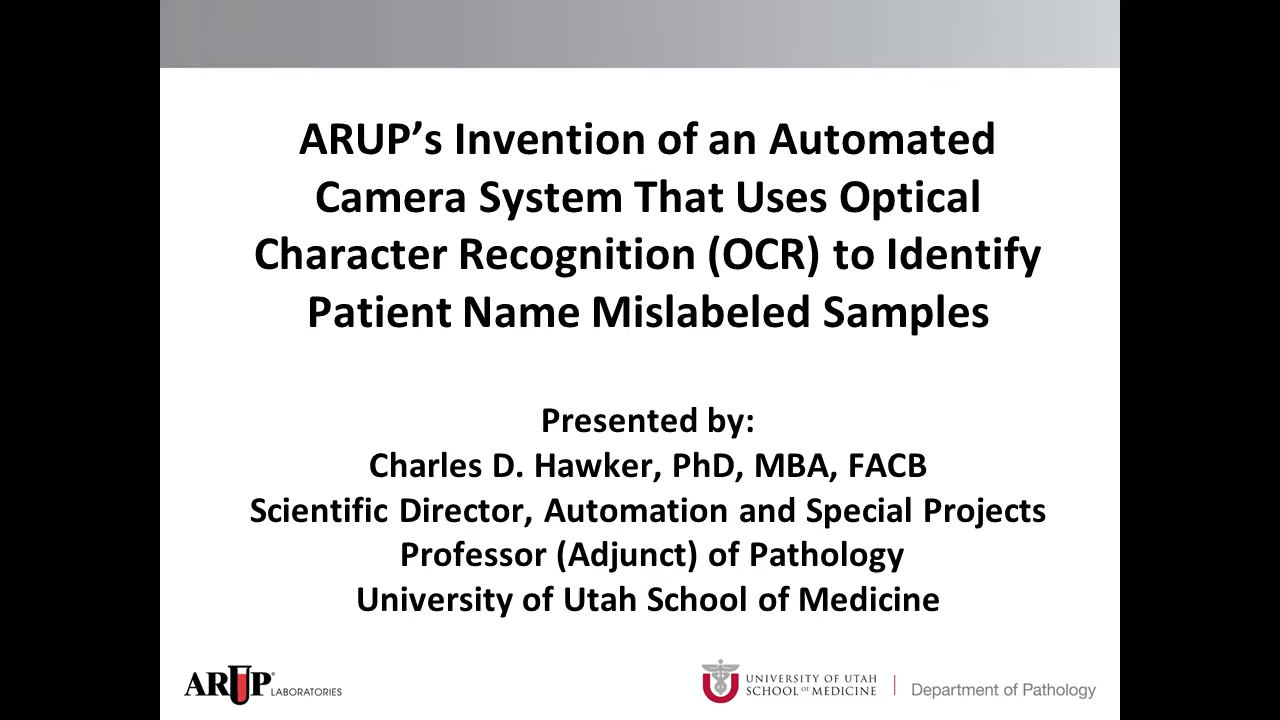 ARUP’s Invention of an Automated
Camera System That Uses Optical
Character Recognition (OCR) to Identify
Patient Name Mislabeled Samples
Presented by:
Charles D. Hawker, PhD, MBA, FACB
Scientific Director, Automation and Special Projects
Professor (Adjunct) of Pathology
University of Utah School of Medicine
ARUP® LABORATORIES
UNIVERSITY OF UTAH
SCHOOL OF MEDICINE
Department of Pathology